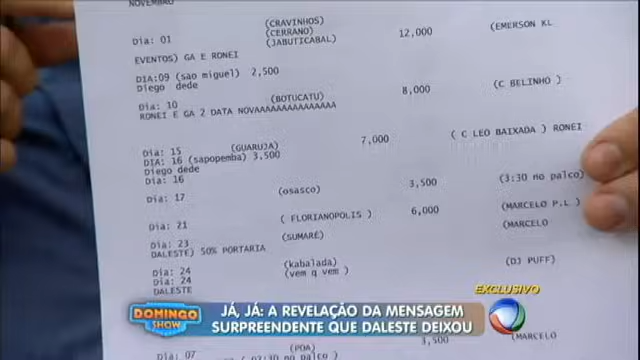 NOVEMBRO
(CRAVINHOS)
(CERRANO)
Dia: 01 (JABUTICABAL) 12,000 (EMERSON KL
EVENTOS) GA E RONEI
DIA:09 (sao miguel) 2,500
Diego dede
Dia: 10 (BOTUCATU) 8,000 (C BELINHO )
RONEI E GA 2 DATA NOVAAAAAAAAAAAAAAA
Dia: 15 (GUARUJA) 7,000 ( C LEO BAIXADA ) RONEI
DIA: 16 (sapopemba) 3,500
Diego dede
Dia: 16
Dia: 17 (osasco) 3,500 (3:30 no palco)
Dia: 21 ( FLORIANOPOLIS ) 6,000 (MARCELO P.L )
Dia: 23 (SUMARÉ) (MARCELO
DALESTE) 50% PORTARIA
Dia: 24 (kabalada) (DJ PUFF)
Dia: 24 (vem q vem )
DALESTE
EXCLUSIVO
DOMINGO SHOW
JÁ, JÁ: A REVELAÇÃO DA MENSAGEM
SURPREENDENTE QUE DALESTE DEIXOU
Dia: 07 (POA) 3,500 (MARCELO
no palco )